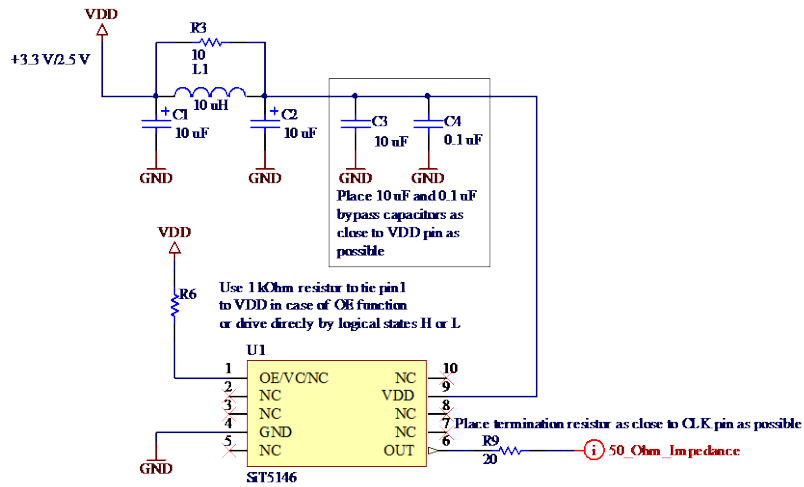 VDD
+3.3 V/2.5 V
R3
10
L1
10 uH
C1
10 uF
GND
C2
10 uF
GND
C3
10 uF
GND
C4
0.1 uF
GND
Place 10 uF and 0.1 uF
bypass capacitors as
close to VDD pin as
possible
VDD
R6
Use 1 kOhm resistor to tie pin1
to VDD in case of OE function
or drive direcly by logical states H or L
U1
1 OE/VC/NC
2 NC
3 NC
4 GND
5 NC
NC 10
VDD 9
NC 8
NC 7
OUT 6
SiT5146
GND
Place termination resistor as close to CLK pin as possible
R9
20
i 50_Ohm_Impedance